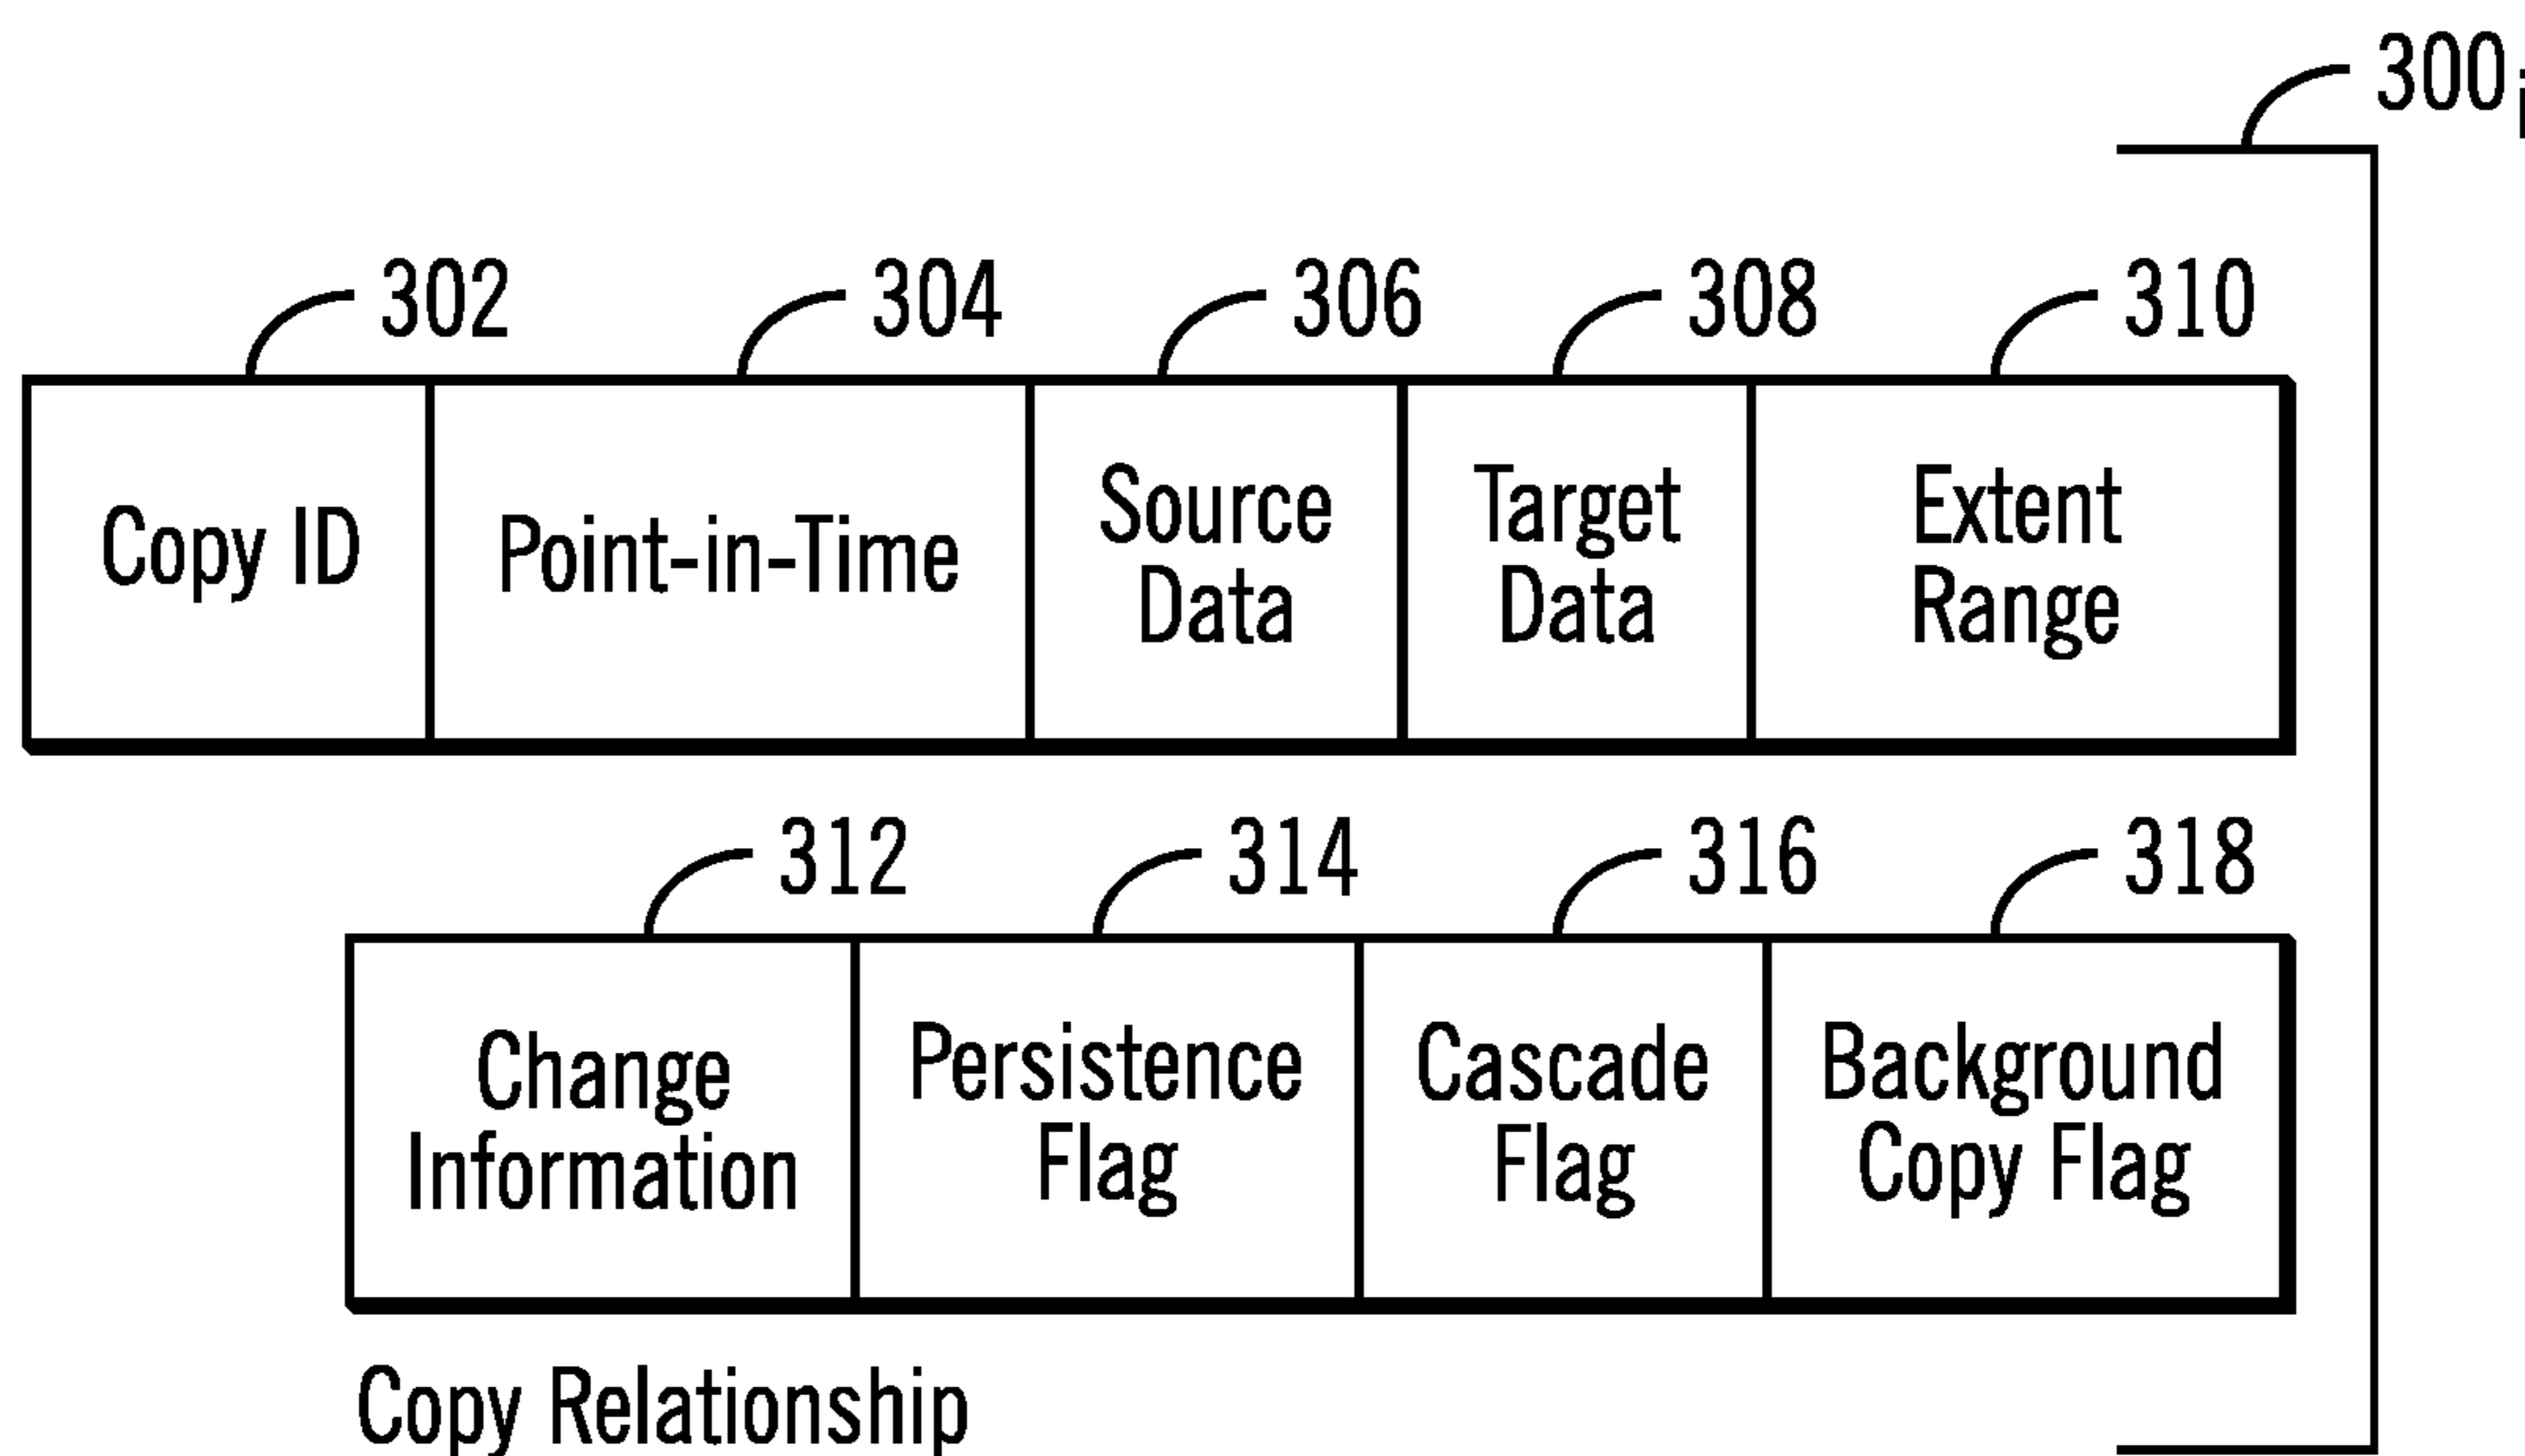 300i
302 304 306 308 310
Copy ID
Point-in-Time
Source
Data
Target
Data
Extent
Range
312 314 316 318
Change
Information
Persistence
Flag
Cascade
Flag
Background
Copy Flag
Copy Relationship